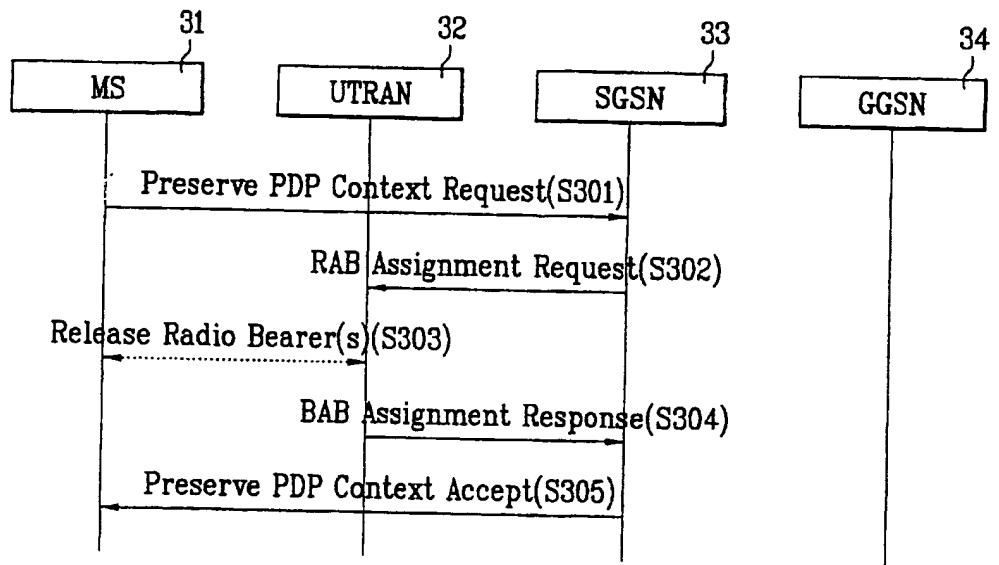 31
32
33
34
MS
UTRAN
SGSN
GGSN
Preserve PDP Context Request(S301)
RAB Assignment Request(S302)
Release Radio Bearer(s)(S303)
BAB Assignment Response(S304)
Preserve PDP Context Accept(S305)